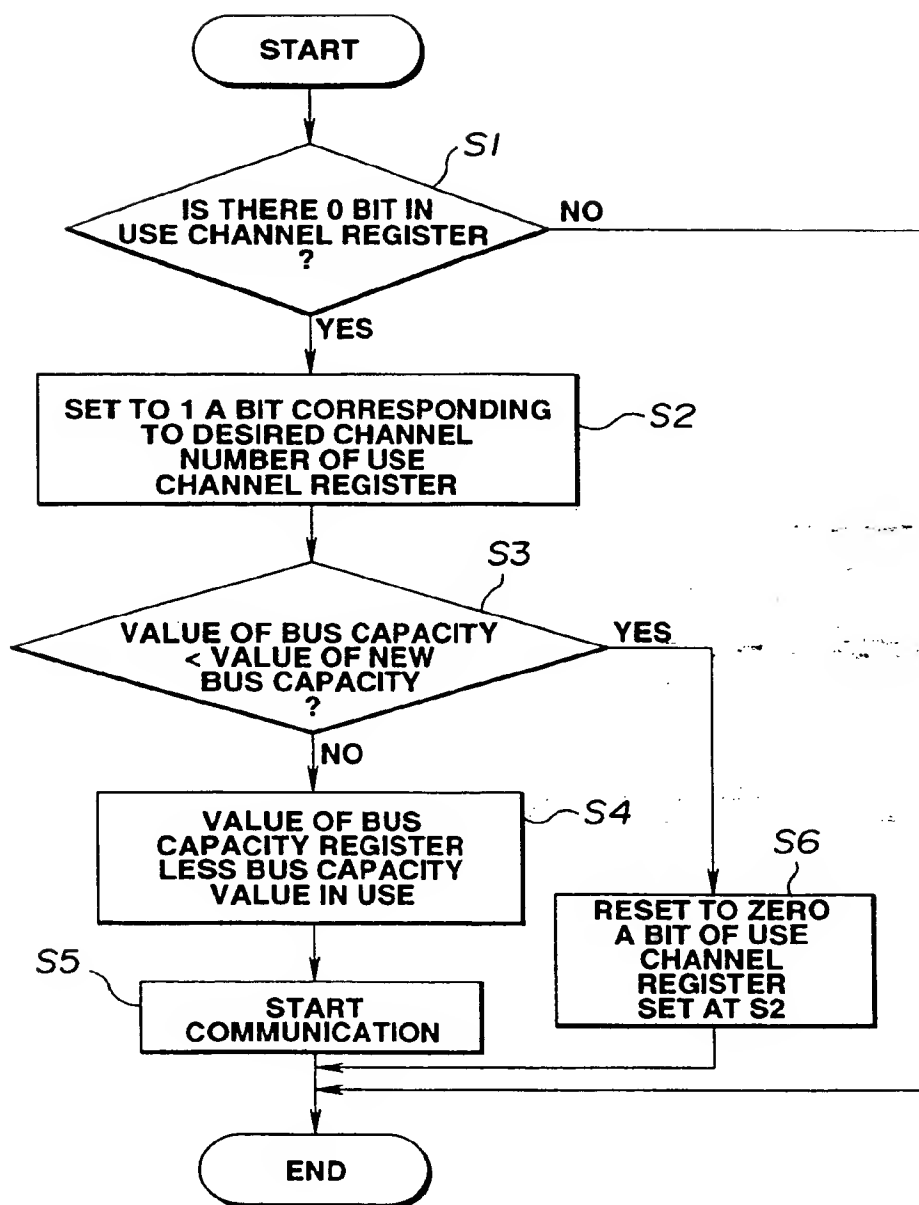 START
S1
IS THERE 0 BIT IN
USE CHANNEL REGISTER
?
NO
YES
SET TO 1 A BIT CORRESPONDING
TO DESIRED CHANNEL
NUMBER OF USE
CHANNEL REGISTER
S2
S3
VALUE OF BUS CAPACITY
< VALUE OF NEW
BUS CAPACITY
?
YES
NO
VALUE OF BUS
CAPACITY REGISTER
LESS BUS CAPACITY
VALUE IN USE
S4
S6
RESET TO ZERO
A BIT OF USE
CHANNEL
REGISTER
SET AT S2
S5
START
COMMUNICATION
END